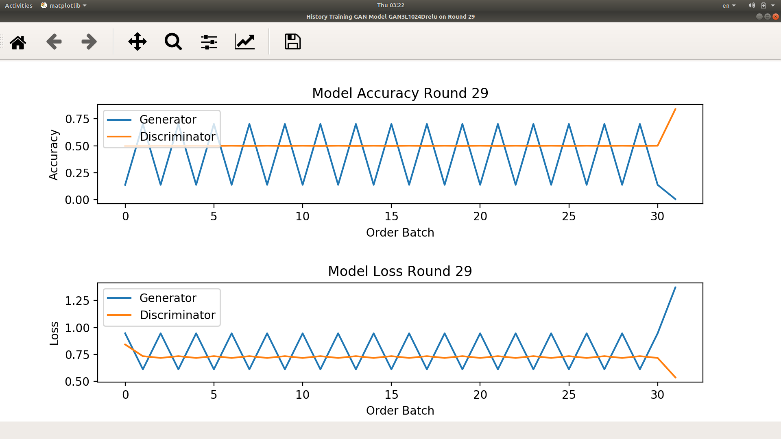 Activities matplotlib Thu 03:22 en
History Training GAN Model GAN3L1024Drelu on Round 29
Model Accuracy Round 29
Generator
Discriminator
Accuracy
0.75
0.50
0.25
0.00
0 5 10 15 20 25 30
Order Batch
Model Loss Round 29
Generator
Discriminator
Loss
1.25
1.00
0.75
0.50
0 5 10 15 20 25 30
Order Batch